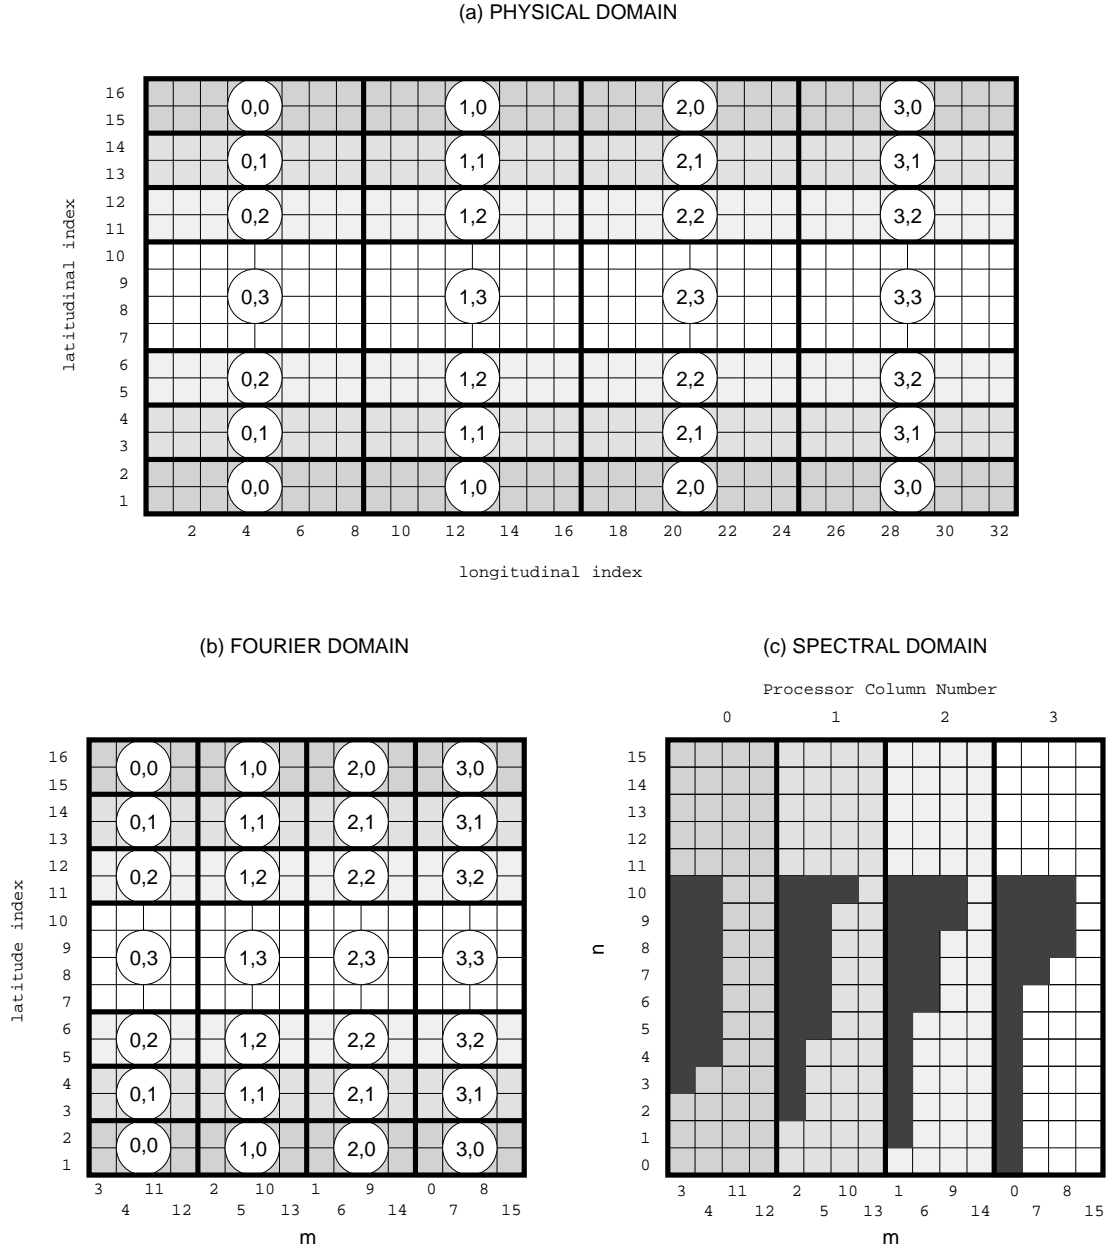 (a) PHYSICAL DOMAIN
16
0,0 1,0 2,0 3,0
15
14
0,1 1,1 2,1 3,1
13
12
0,2 1,2 2,2 3,2
11
10
9
0,3 1,3 2,3 3,3
8
7
6
0,2 1,2 2,2 3,2
5
4
0,1 1,1 2,1 3,1
3
2
0,0 1,0 2,0 3,0
1
latitudinal index
2 4 6 8 10 12 14 16 18 20 22 24 26 28 30 32
longitudinal index
(b) FOURIER DOMAIN
16
0,0 1,0 2,0 3,0
15
14
0,1 1,1 2,1 3,1
13
12
0,2 1,2 2,2 3,2
11
10
9
0,3 1,3 2,3 3,3
8
7
6
0,2 1,2 2,2 3,2
5
4
0,1 1,1 2,1 3,1
3
2
0,0 1,0 2,0 3,0
1
latitude index
3 11 2 10 1 9 0 8
4 12 5 13 6 14 7 15
m
(c) SPECTRAL DOMAIN
Processor Column Number
0 1 2 3
15
14
13
12
11
10
9
8
7
6
5
4
3
2
1
0
n
3 11 2 10 1 9 0 8
4 12 5 13 6 14 7 15
m